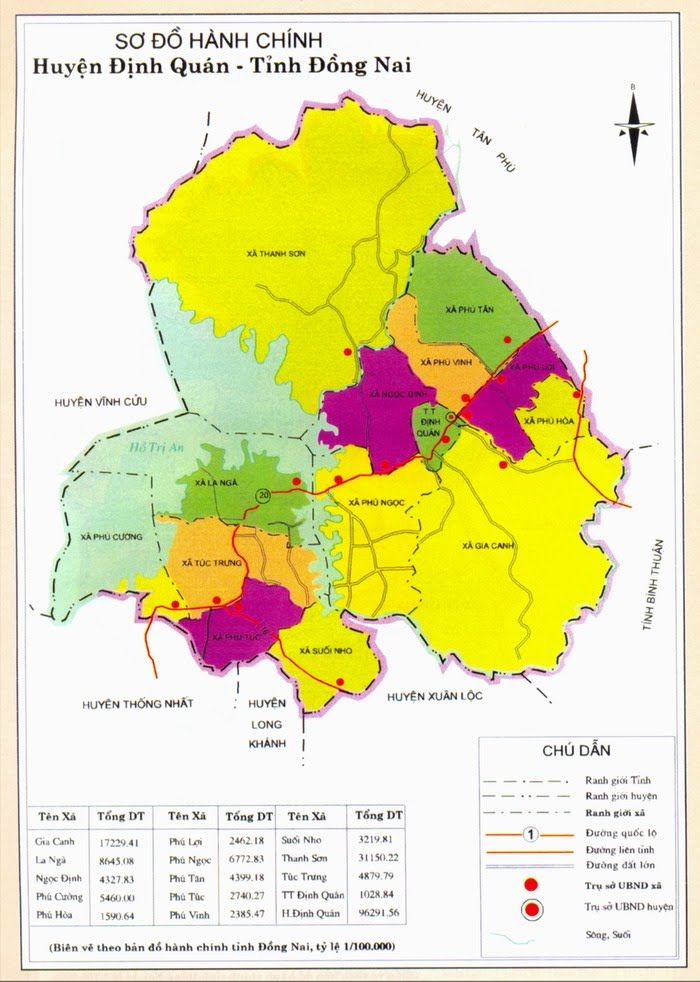 SƠ ĐỒ HÀNH CHÍNH
Huyện Định Quán - Tỉnh Đồng Nai
B
HUYỆN TÂN PHÚ
XÃ THANH SƠN
XÃ PHÚ TÂN
XÃ PHÚ VINH
XÃ PHÚ LỢI
XÃ NGỌC ĐỊNH
XÃ PHÚ HÒA
T.T
ĐỊNH
QUÁN
HUYỆN VĨNH CỬU
Hồ Trị An
XÃ LA NGÀ
20
XÃ PHÚ NGỌC
XÃ PHÚ CƯỜNG
XÃ GIA CANH
XÃ TÚC TRƯNG
TỈNH BÌNH THUẬN
XÃ PHÚ TÚC
XÃ SUỐI NHO
HUYỆN THỐNG NHẤT
HUYỆN
LONG
KHÁNH
HUYỆN XUÂN LỘC
CHÚ DẪN
Ranh giới Tỉnh
Ranh giới huyện
Ranh giới xã
1 Đường quốc lộ
Đường liên tỉnh
Đường đất lớn
Trụ sở UBND xã
Trụ sở UBND huyện
Sông, Suối
Tên Xã Tổng DT Tên Xã Tổng DT Tên Xã Tổng DT
Gia Canh 17229.41 Phú Lợi 2462.18 Suối Nho 3219.81
La Ngà 8645.08 Phú Ngọc 6772.83 Thanh Sơn 31150.22
Ngọc Định 4327.83 Phú Tân 4399.18 Túc Trưng 4879.79
Phú Cường 5460.00 Phú Túc 2740.27 TT Định Quán 1028.84
Phú Hòa 1590.64 Phú Vinh 2385.47 H.Định Quán 96291.56
(Biên vẽ theo bản đồ hành chính tỉnh Đồng Nai, tỷ lệ 1/100.000)